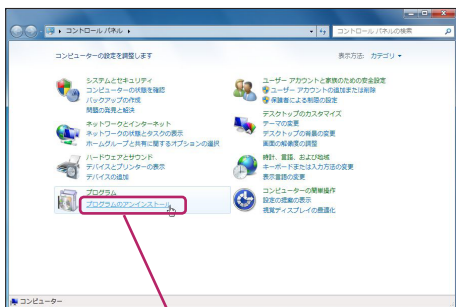 コントロール パネル
コントロール パネルの検索
コンピューターの設定を調整します
表示方法: カテゴリ
システムとセキュリティ
コンピューターの状態を確認
バックアップの作成
問題の発見と解決
ネットワークとインターネット
ネットワークの状態とタスクの表示
ホームグループと共有に関するオプションの選択
ハードウェアとサウンド
デバイスとプリンターの表示
デバイスの追加
プログラム
プログラムのアンインストール
ユーザー アカウントと家族のための安全設定
ユーザー アカウントの追加または削除
保護者による制限の設定
デスクトップのカスタマイズ
テーマの変更
デスクトップの背景の変更
画面の解像度の調整
時計、言語、および地域
キーボードまたは入力方法の変更
表示言語の変更
コンピューターの簡単操作
設定の提案の表示
視覚ディスプレイの最適化
コンピューター